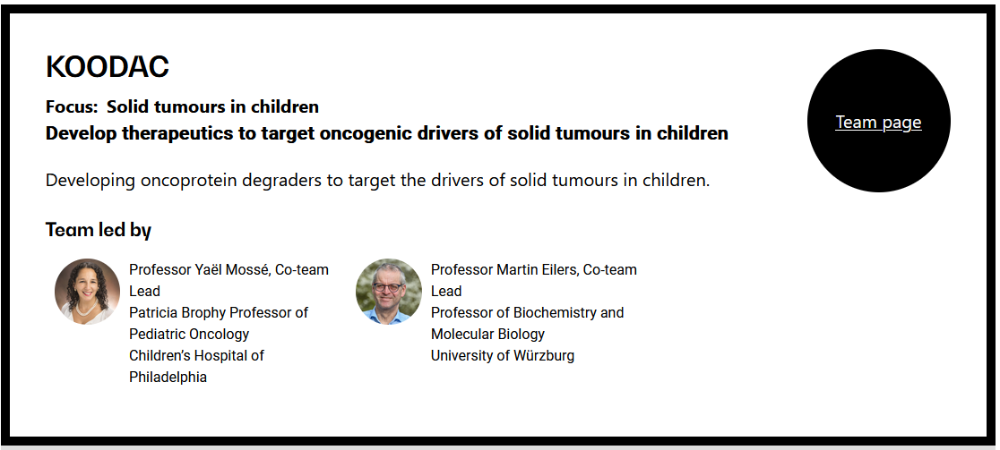 KOODAC
Focus:  Solid tumours in children
Develop therapeutics to target oncogenic drivers of solid tumours in children
Team page
Developing oncoprotein degraders to target the drivers of solid tumours in children.
Team led by
Professor Yaël Mossé, Co-team
Lead
Patricia Brophy Professor of
Pediatric Oncology
Children’s Hospital of
Philadelphia
Professor Martin Eilers, Co-team
Lead
Professor of Biochemistry and
Molecular Biology
University of Würzburg